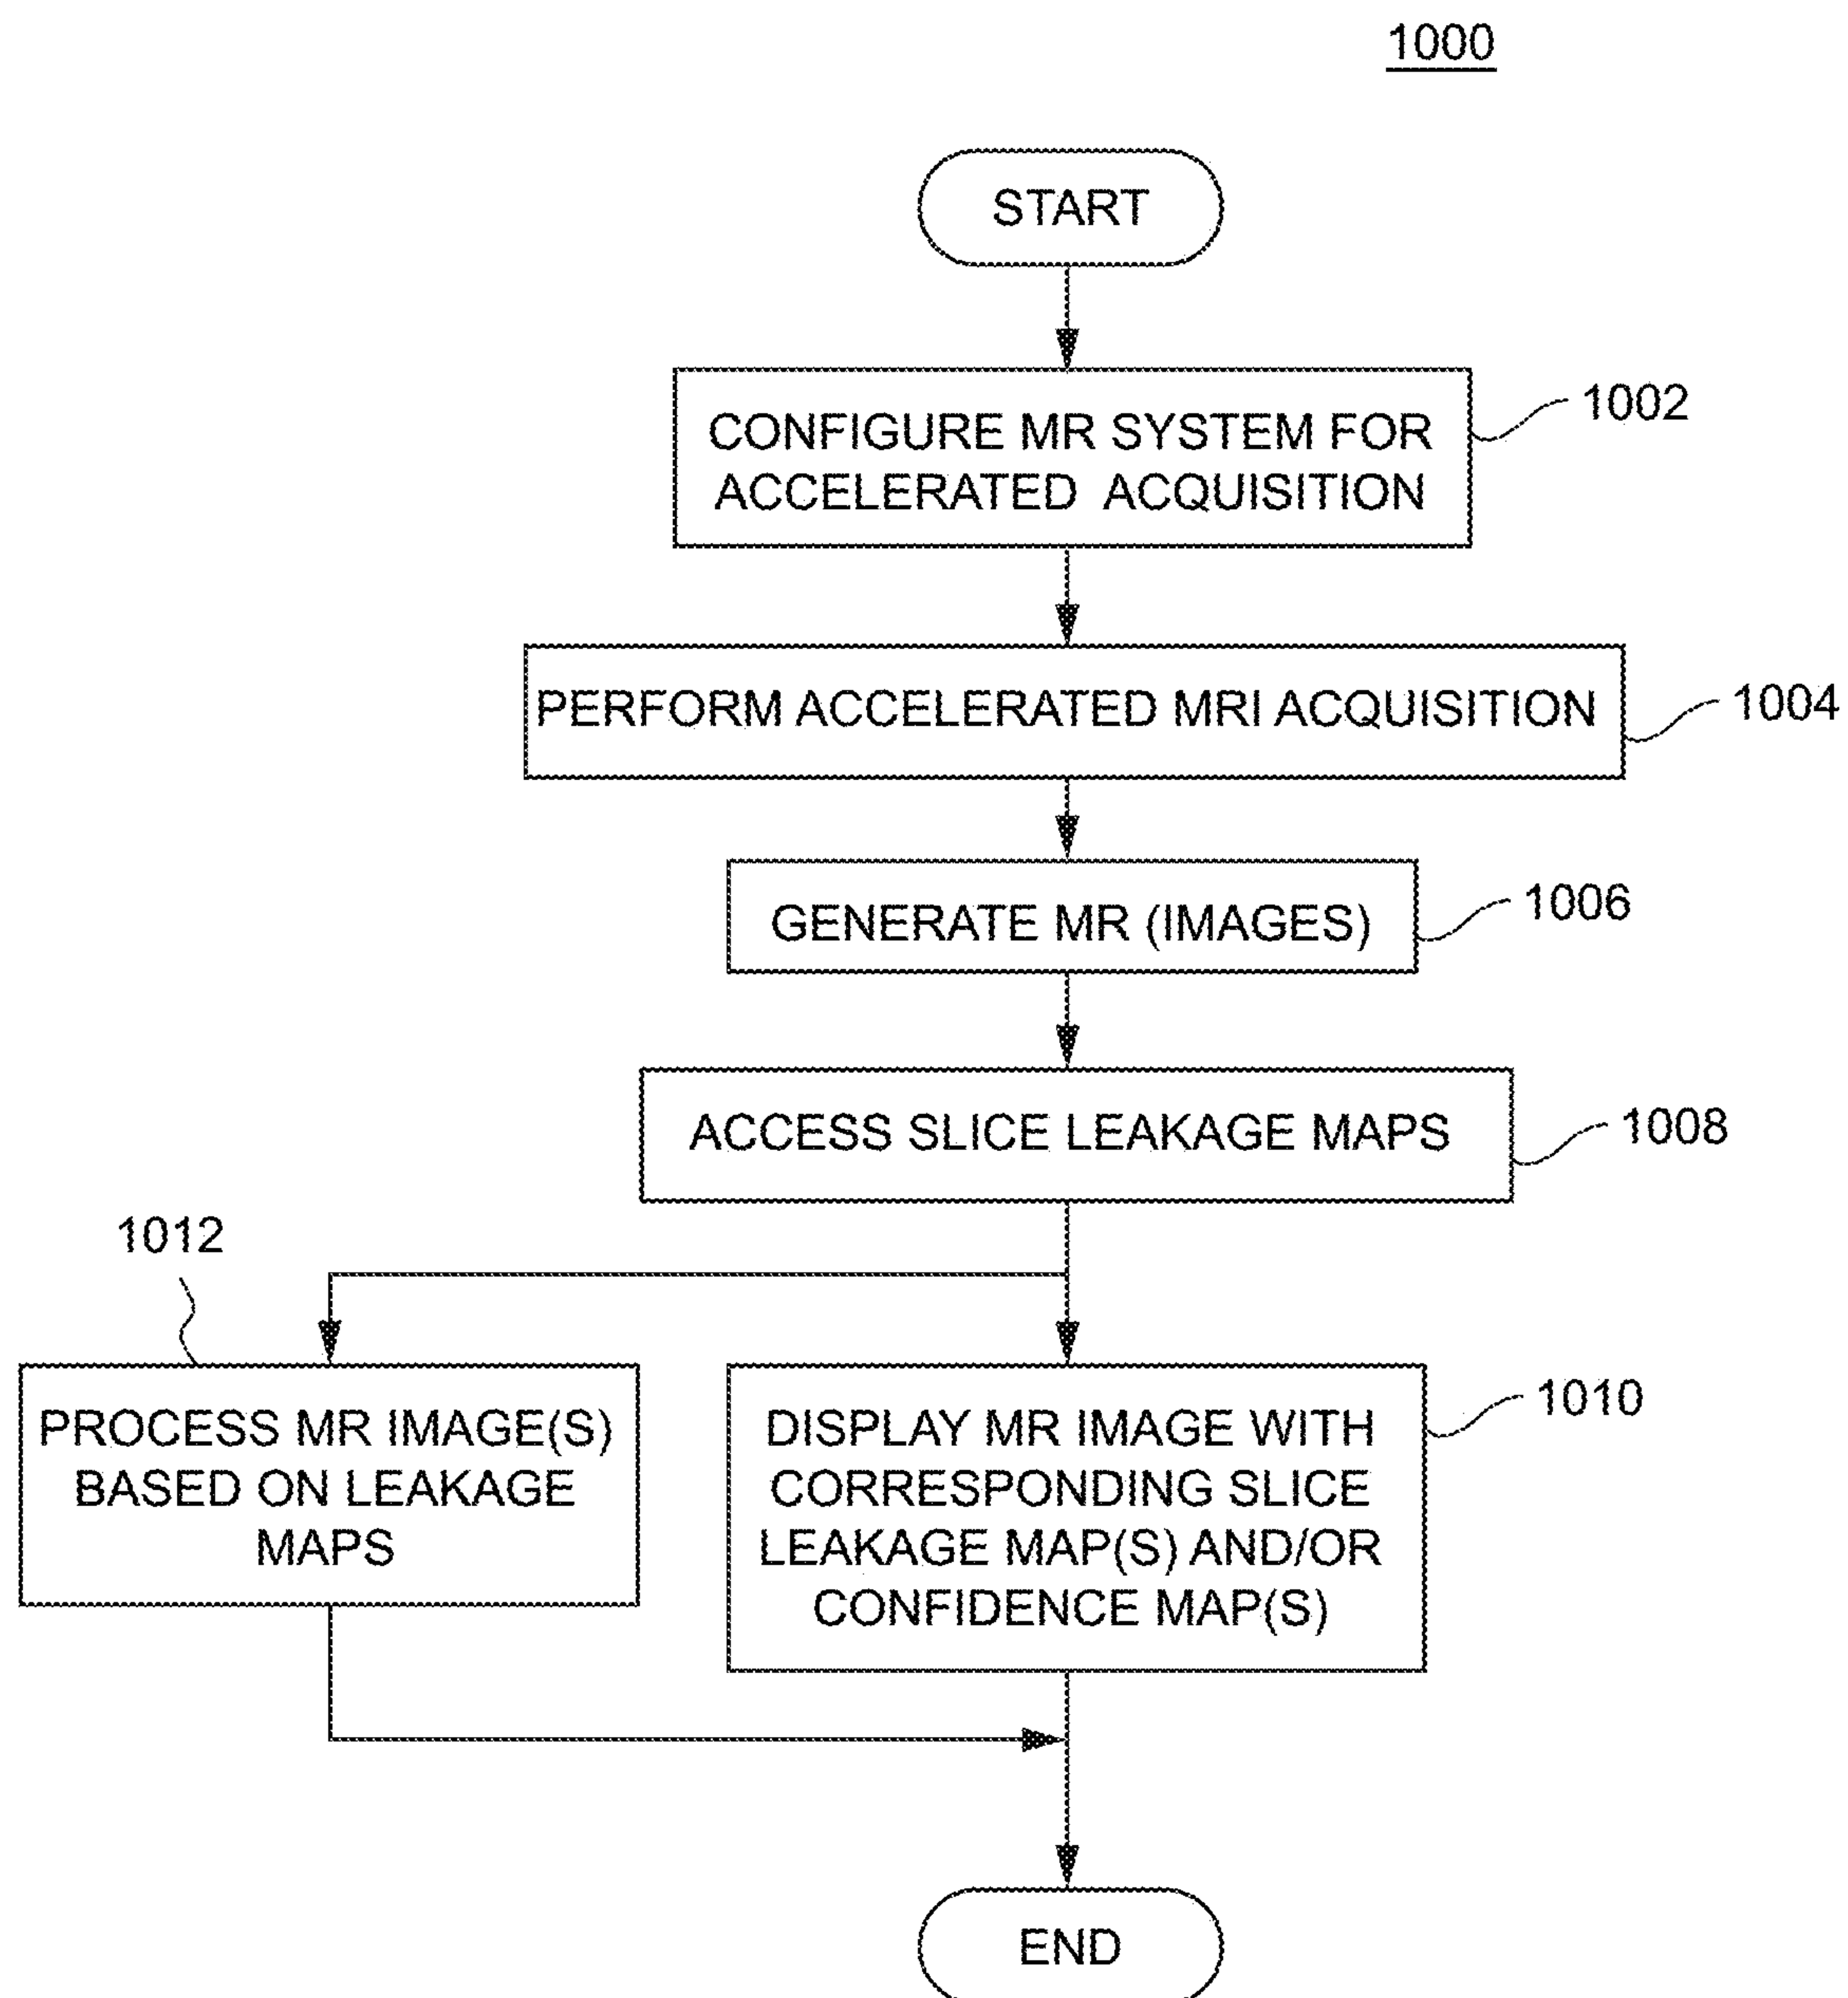 1000
START
CONFIGURE MR SYSTEM FOR
ACCELERATED ACQUISITION
1002
PERFORM ACCELERATED MRI ACQUISITION
1004
GENERATE MR (IMAGES)
1006
ACCESS SLICE LEAKAGE MAPS
1008
1012
PROCESS MR IMAGE(S)
BASED ON LEAKAGE
MAPS
DISPLAY MR IMAGE WITH
CORRESPONDING SLICE
LEAKAGE MAP(S) AND/OR
CONFIDENCE MAP(S)
1010
END